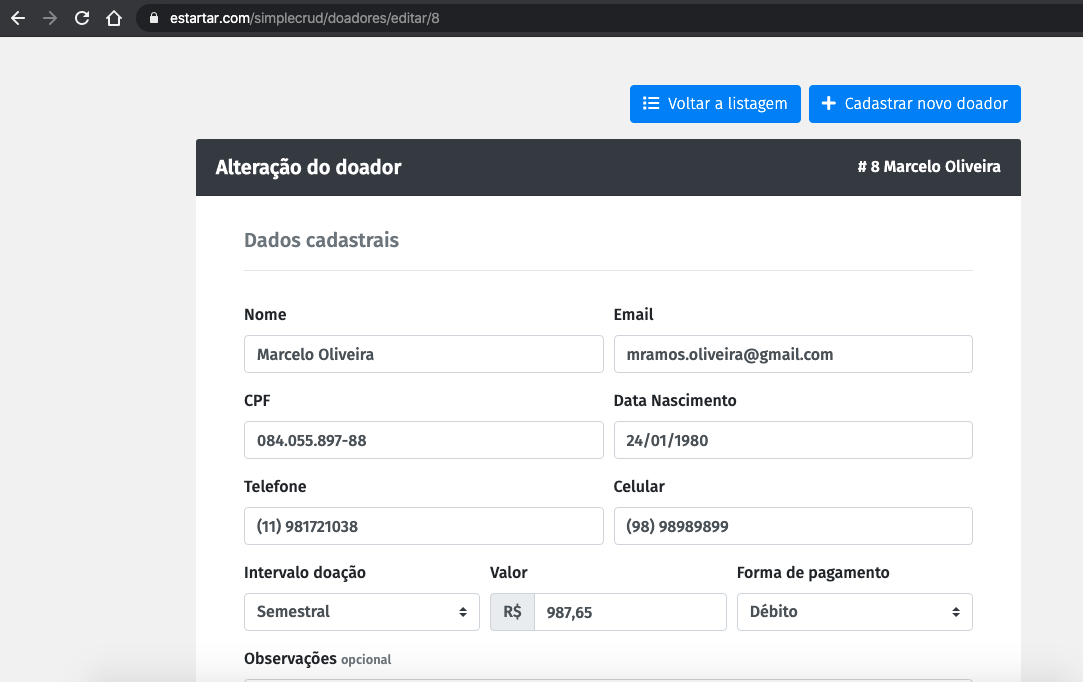 estartar.com/simplecrud/doadores/editar/8
Voltar a listagem Cadastrar novo doador
Alteração do doador # 8 Marcelo Oliveira
Dados cadastrais
Nome Email
Marcelo Oliveira mramos.oliveira@gmail.com
CPF Data Nascimento
084.055.897-88 24/01/1980
Telefone Celular
(11) 981721038 (98) 98989899
Intervalo doação Valor Forma de pagamento
Semestral R$ 987,65 Débito
Observações opcional